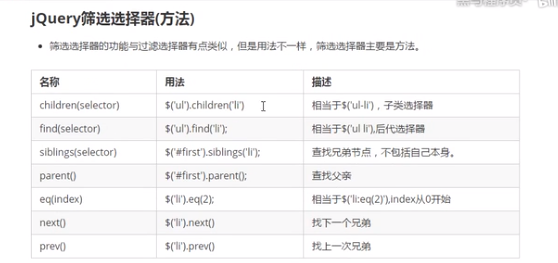 jQuery筛选选择器(方法)
筛选选择器的功能与过滤选择器有点类似，但是用法不一样，筛选选择器主要是方法。
名称 用法 描述
children(selector) $('ul').children('li') 相当于$('ul-li')，子类选择器
find(selector) $('ul').find('li'); 相当于$('ul li'),后代选择器
siblings(selector) $('#first').siblings('li'); 查找兄弟节点，不包括自己本身。
parent() $('#first').parent(); 查找父亲
eq(index) $('li').eq(2); 相当于$('li:eq(2)'),index从0开始
next() $('li').next() 找下一个兄弟
prev() $('li').prev() 找上一次兄弟